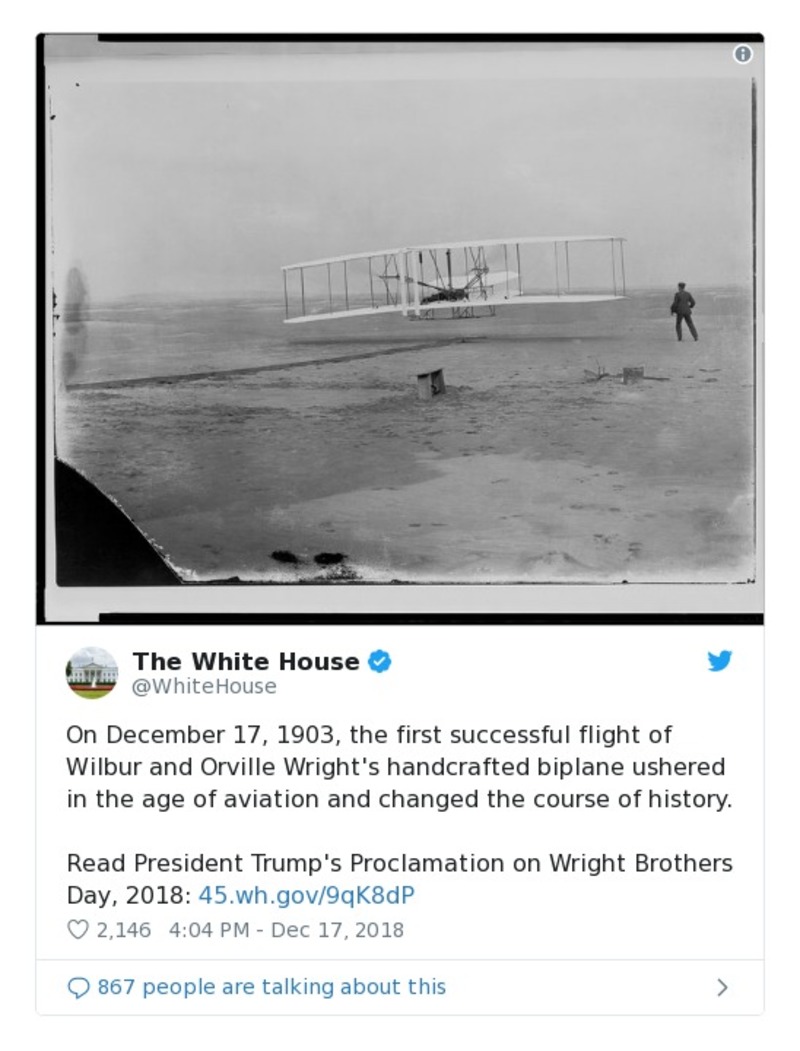 The White House
@WhiteHouse
On December 17, 1903, the first successful flight of
Wilbur and Orville Wright's handcrafted biplane ushered
in the age of aviation and changed the course of history.
Read President Trump's Proclamation on Wright Brothers
Day, 2018: 45.wh.gov/9qK8dP
2,146 4:04 PM - Dec 17, 2018
867 people are talking about this